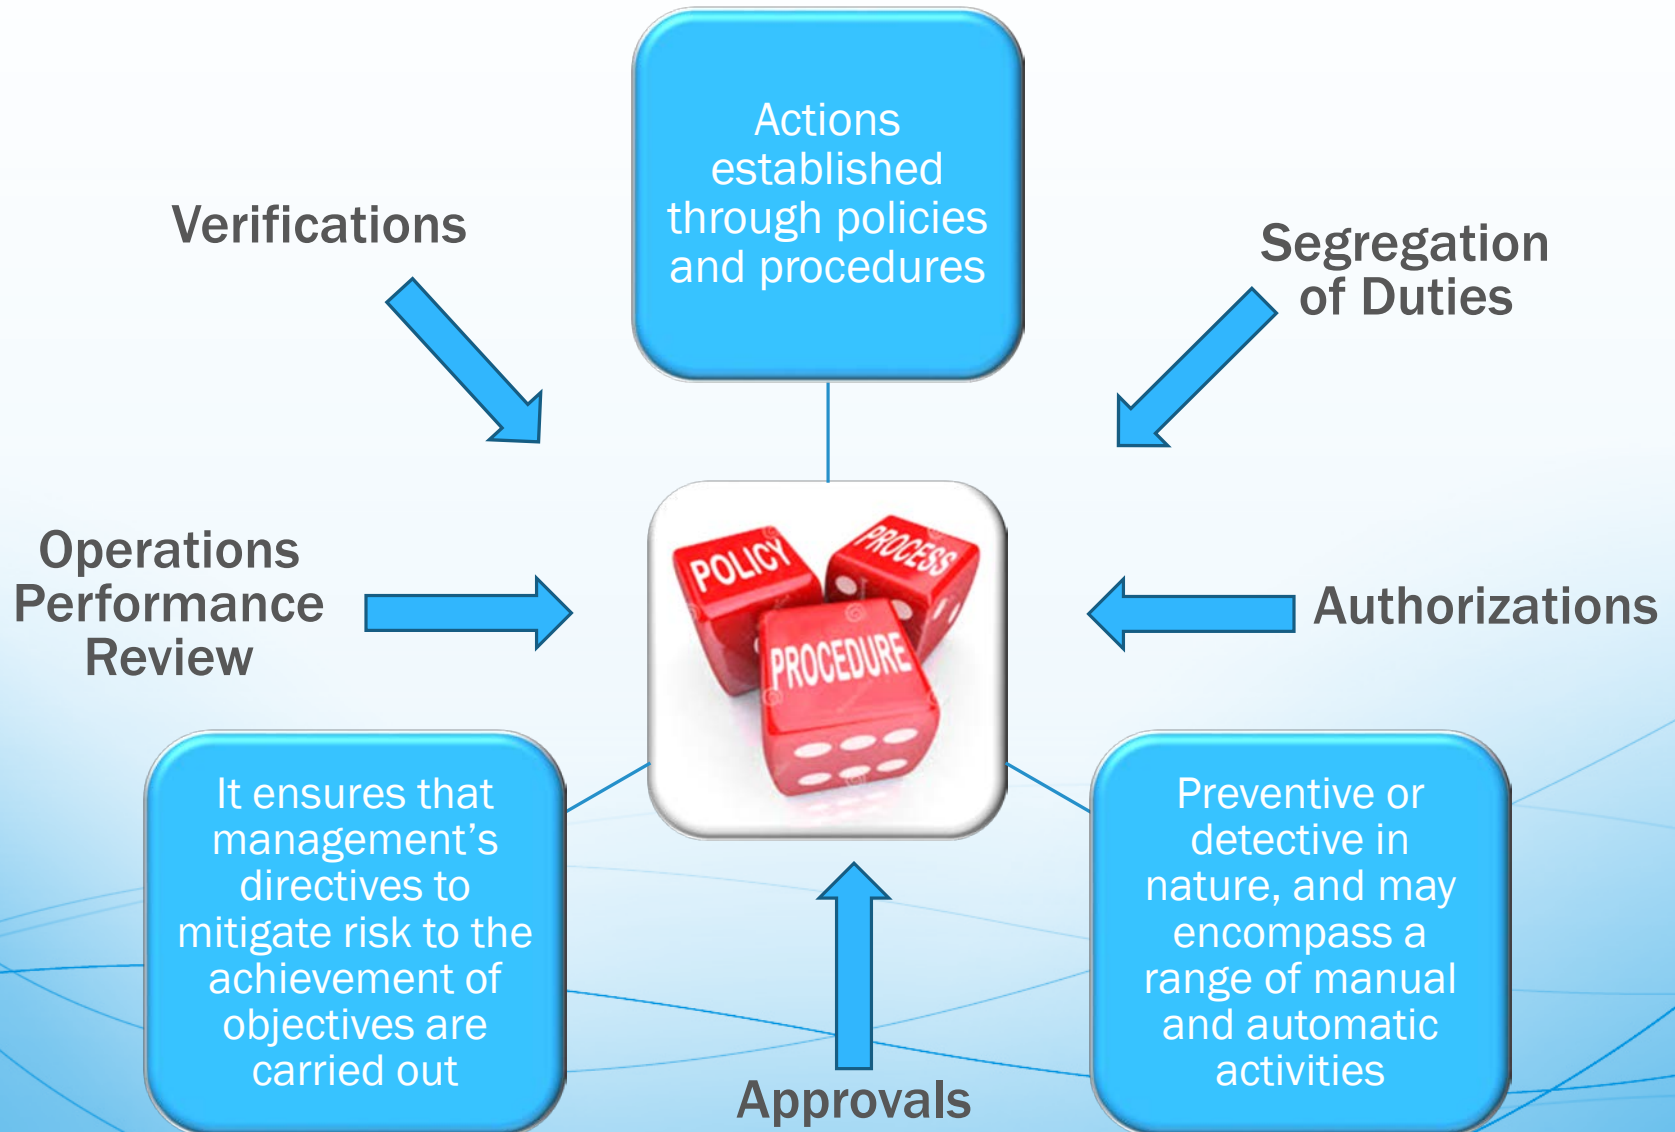 Actions
established
through policies
and procedures
Verifications
Segregation
of Duties
POLICY
PROCESS
PROCEDURE
Operations
Performance
Review
Authorizations
It ensures that
management’s
directives to
mitigate risk to the
achievement of
objectives are
carried out
Preventive or
detective in
nature, and may
encompass a
range of manual
and automatic
activities
Approvals